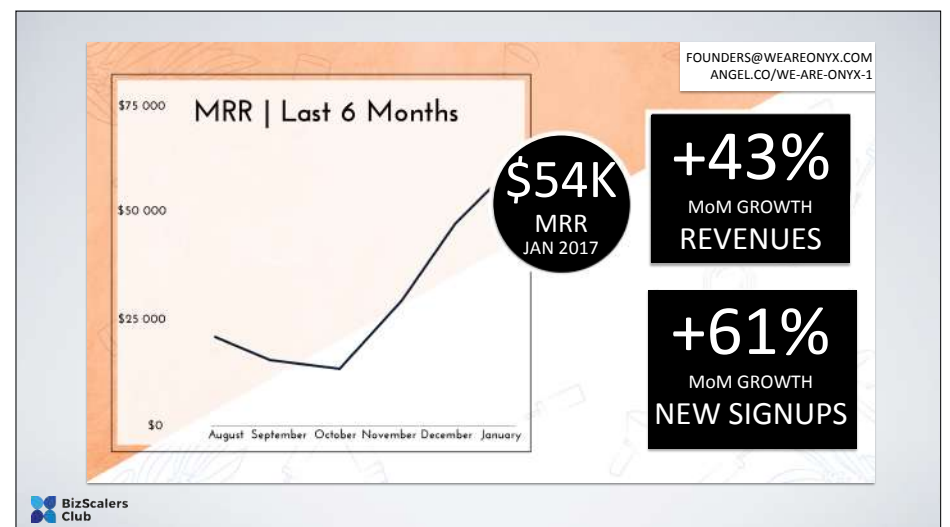 FOUNDERS@WEAREONYX.COM
ANGEL.CO/WE-ARE-ONYX-1
MRR | Last 6 Months
$75 000
$50 000
$25 000
$0
August September October November December January
$54K
MRR
JAN 2017
+43%
MoM GROWTH
REVENUES
+61%
MoM GROWTH
NEW SIGNUPS
BizScalers
Club